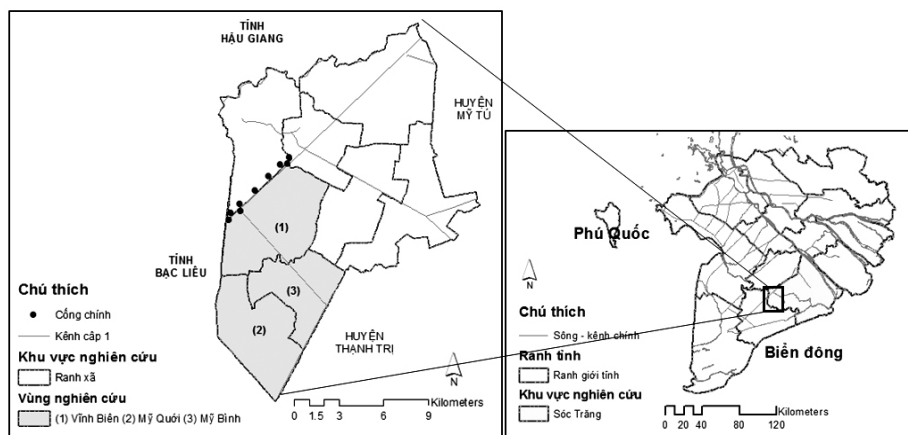 TỈNH
HẬU GIANG
HUYỆN
MỸ TÚ
(1)
TỈNH
BẠC LIÊU
(3)
(2)
HUYỆN
THẠNH TRỊ
N
Chú thích
Cống chính
Kênh cấp 1
Khu vực nghiên cứu
Ranh xã
Vùng nghiên cứu
(1) Vĩnh Biên (2) Mỹ Quới (3) Mỹ Bình
Kilometers
0 1.5 3 6 9
Phú Quốc
N
Chú thích
Sông - kênh chính
Ranh tỉnh
Ranh giới tỉnh
Khu vực nghiên cứu
Sóc Trăng
Biển đông
Kilometers
0 20 40 80 120